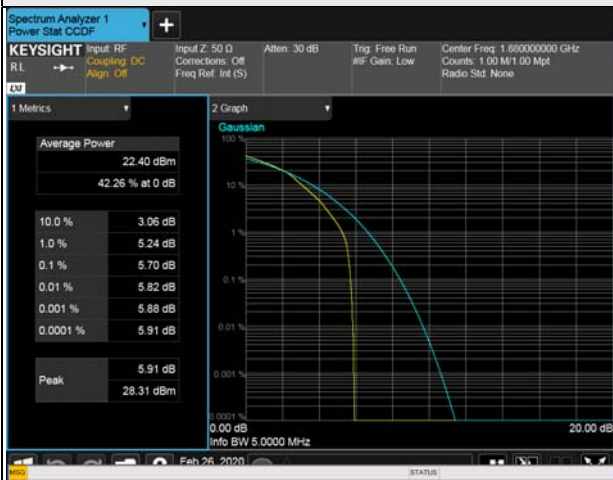 Spectrum Analyzer 1
Power Stat CCDF
+
KEYSIGHT
RL
LXI
Input: RF
Coupling: DC
Align: Off
Input Z: 50 Ω
Corrections: Off
Freq Ref: Int (S)
Atten: 30 dB
Trig: Free Run
#IF Gain: Low
Center Freq: 1.880000000 GHz
Counts: 1.00 M/1.00 Mpt
Radio Std: None
1 Metrics
Average Power
22.40 dBm
42.26 % at 0 dB
10.0 % 3.06 dB
1.0 % 5.24 dB
0.1 % 5.70 dB
0.01 % 5.82 dB
0.001 % 5.88 dB
0.0001 % 5.91 dB
Peak
5.91 dB
28.31 dBm
2 Graph
Gaussian
100 %
10 %
1 %
0.1 %
0.01 %
0.001 %
0.0001 %
0.00 dB
20.00 dB
Info BW 5.0000 MHz
Feb 26, 2020
MSG
STATUS